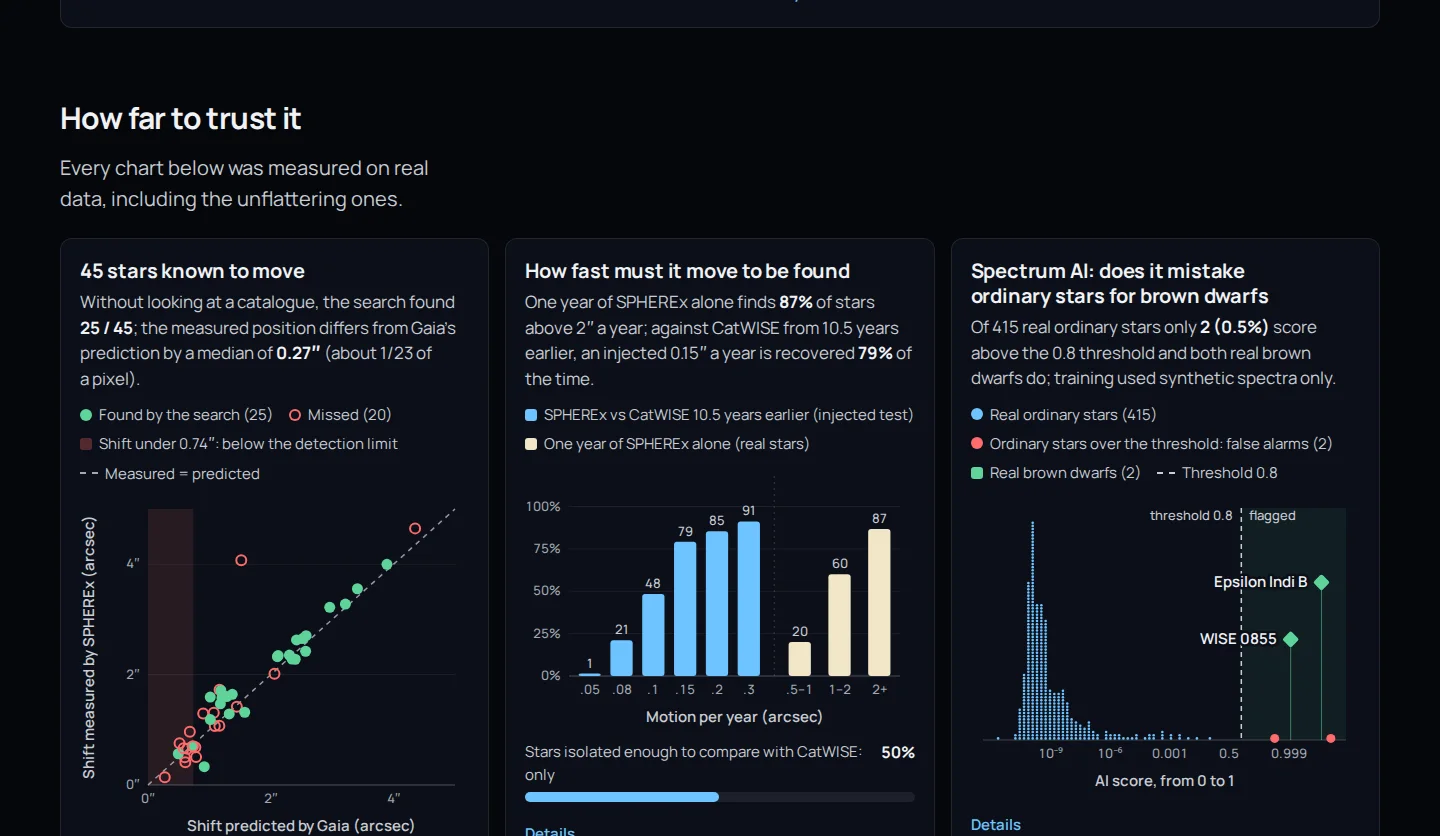 How far to trust it
Every chart below was measured on real
data, including the unflattering ones.
45 stars known to move
Without looking at a catalogue, the search found
25 / 45; the measured position differs from Gaia's
prediction by a median of 0.27″ (about 1/23 of
a pixel).
Found by the search (25)
Missed (20)
Shift under 0.74″: below the detection limit
Measured = predicted
Shift measured by SPHEREx (arcsec)
4″
2″
0″
0″
2″
4″
Shift predicted by Gaia (arcsec)
How fast must it move to be found
One year of SPHEREx alone finds 87% of stars
above 2″ a year; against CatWISE from 10.5 years
earlier, an injected 0.15″ a year is recovered 79% of
the time.
SPHEREx vs CatWISE 10.5 years earlier (injected test)
One year of SPHEREx alone (real stars)
100%
75%
50%
25%
0%
1
21
48
79
85
91
20
60
87
.05
.08
.1
.15
.2
.3
.5–1
1–2
2+
Motion per year (arcsec)
Stars isolated enough to compare with CatWISE: 50%
only
Details
Spectrum AI: does it mistake
ordinary stars for brown dwarfs
Of 415 real ordinary stars only 2 (0.5%) score
above the 0.8 threshold and both real brown
dwarfs do; training used synthetic spectra only.
Real ordinary stars (415)
Ordinary stars over the threshold: false alarms (2)
Real brown dwarfs (2)
Threshold 0.8
threshold 0.8
flagged
Epsilon Indi B
WISE 0855
10⁻⁹
10⁻⁶
0.001
0.5
0.999
AI score, from 0 to 1
Details